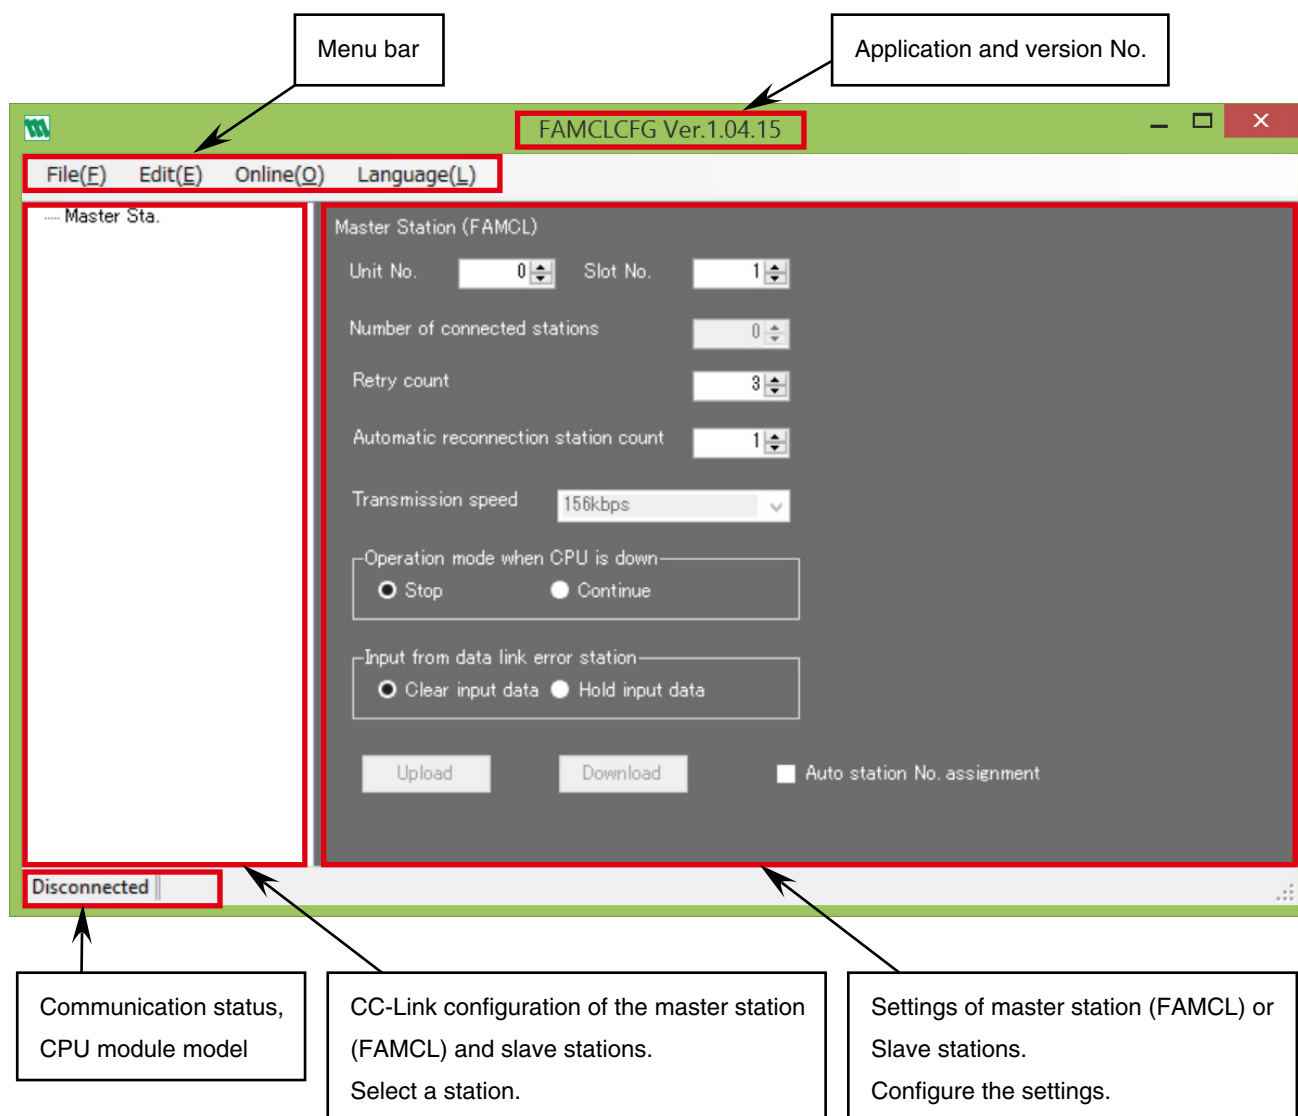 Menu bar
Application and version No.
FAMCLCFG Ver.1.04.15
File(F) Edit(E) Online(O) Language(L)
Master Sta.
Master Station (FAMCL)
Unit No. 0 Slot No. 1
Number of connected stations 0
Retry count 3
Automatic reconnection station count 1
Transmission speed 156kbps
Operation mode when CPU is down
Stop Continue
Input from data link error station
Clear input data Hold input data
Upload Download Auto station No. assignment
Disconnected
Communication status,
CPU module model
CC-Link configuration of the master station
(FAMCL) and slave stations.
Select a station.
Settings of master station (FAMCL) or
Slave stations.
Configure the settings.